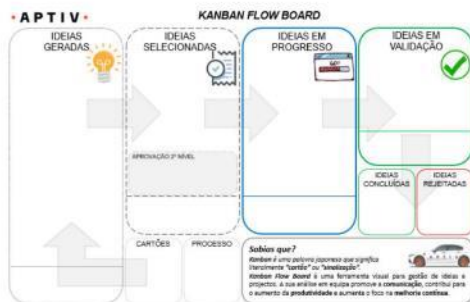 • A P T I V •
KANBAN FLOW BOARD
IDEIAS
GERADAS
IDEIAS
SELECIONADAS
IDEIAS EM
PROGRESSO
IDEIAS EM
VALIDAÇÃO
APROVAÇÃO 2º NÍVEL
IDEIAS
CONCLUÍDAS
IDEIAS
REJEITADAS
CARTÕES
PROCESSO
Sabias que?
Kanban é uma palavra japonesa que significa
literalmente "cartão" ou "sinalização".
Kanban Flow Board é uma ferramenta visual para gestão de ideias e
projectos. A sua análise em equipa promove a comunicação, contribui para
o aumento da produtividade e aumenta o foco na melhoria contínua.